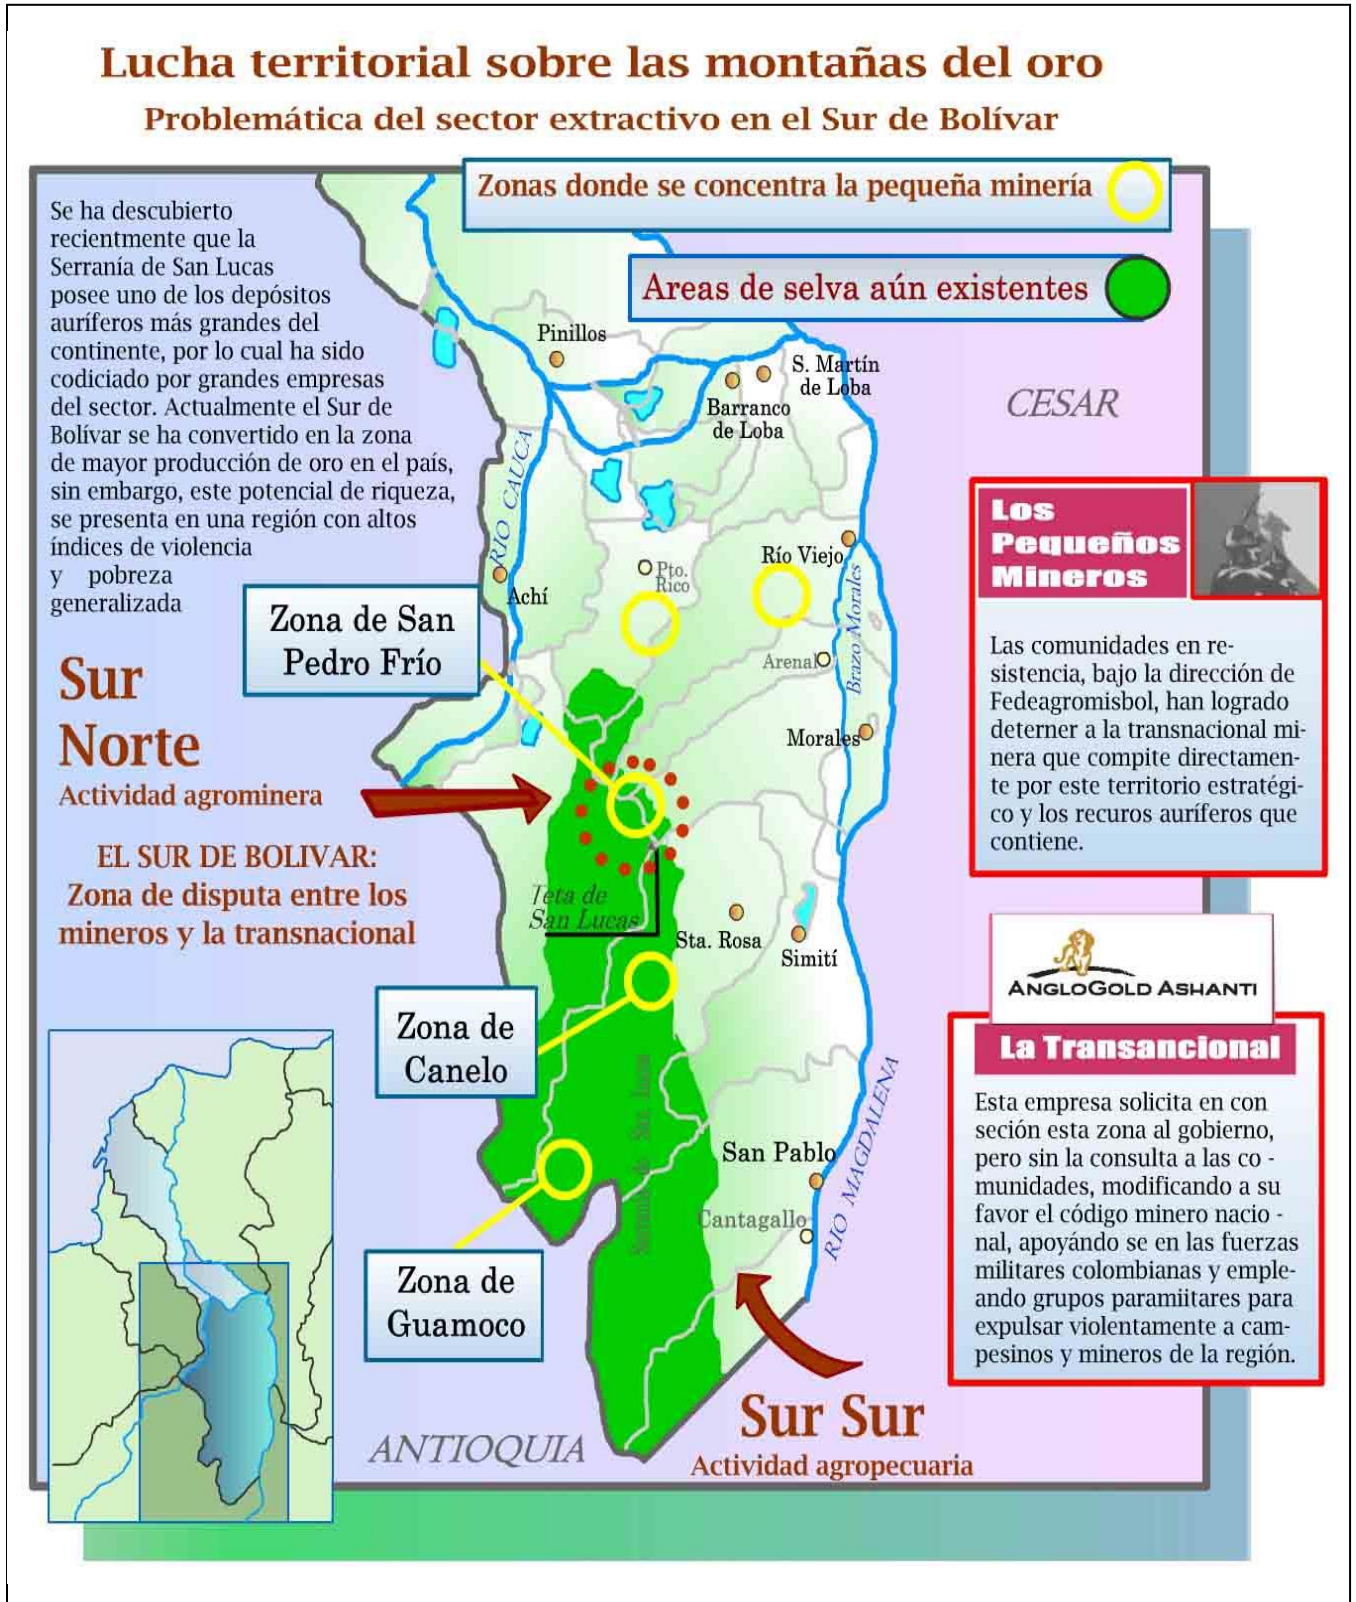 Lucha territorial sobre las montañas del oro
Problemática del sector extractivo en el Sur de Bolívar
Zonas donde se concentra la pequeña minería
Areas de selva aún existentes
Se ha descubierto
recientmente que la
Serranía de San Lucas
posee uno de los depósitos
auríferos más grandes del
continente, por lo cual ha sido
codiciado por grandes empresas
del sector. Actualmente el Sur de
Bolívar se ha convertido en la zona
de mayor producción de oro en el país,
sin embargo, este potencial de riqueza,
se presenta en una región con altos
índices de violencia
y pobreza
generalizada
Sur
Norte
Actividad agrominera
EL SUR DE BOLIVAR:
Zona de disputa entre los
mineros y la transnacional
Zona de San
Pedro Frío
Zona de
Canelo
Zona de
Guamoco
Pinillos
S. Martín
de Loba
Barranco
de Loba
RIO CAUCA
Achí
Pto.
Rico
Río Viejo
Arenal
Brazo Morales
Morales
Teta de
San Lucas
Sta. Rosa
Simití
Serranía de San Lucas
San Pablo
Cantagallo
RIO MAGDALENA
CESAR
ANTIOQUIA
Sur Sur
Actividad agropecuaria
Los
Pequeños
Mineros
Las comunidades en re-
sistencia, bajo la dirección de
Fedeagromisbol, han logrado
deterner a la transnacional mi-
nera que compite directamen-
te por este territorio estratégi-
co y los recuros auríferos que
contiene.
ANGLOGOLD ASHANTI
La Transancional
Esta empresa solicita en con
seción esta zona al gobierno,
pero sin la consulta a las co -
munidades, modificando a su
favor el código minero nacio -
nal, apoyándo se en las fuerzas
militares colombianas y emple-
ando grupos paramiitares para
expulsar violentamente a cam-
pesinos y mineros de la región.